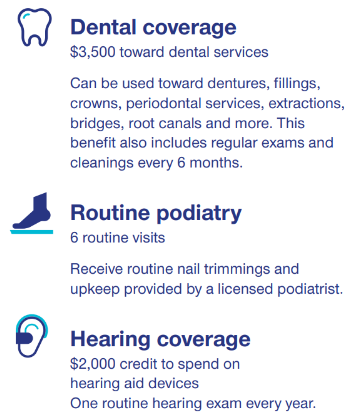 Dental coverage
$3,500 toward dental services
Can be used toward dentures, fillings,
crowns, periodontal services, extractions,
bridges, root canals and more. This
benefit also includes regular exams and
cleanings every 6 months.
Routine podiatry
6 routine visits
Receive routine nail trimmings and
upkeep provided by a licensed podiatrist.
Hearing coverage
$2,000 credit to spend on
hearing aid devices
One routine hearing exam every year.